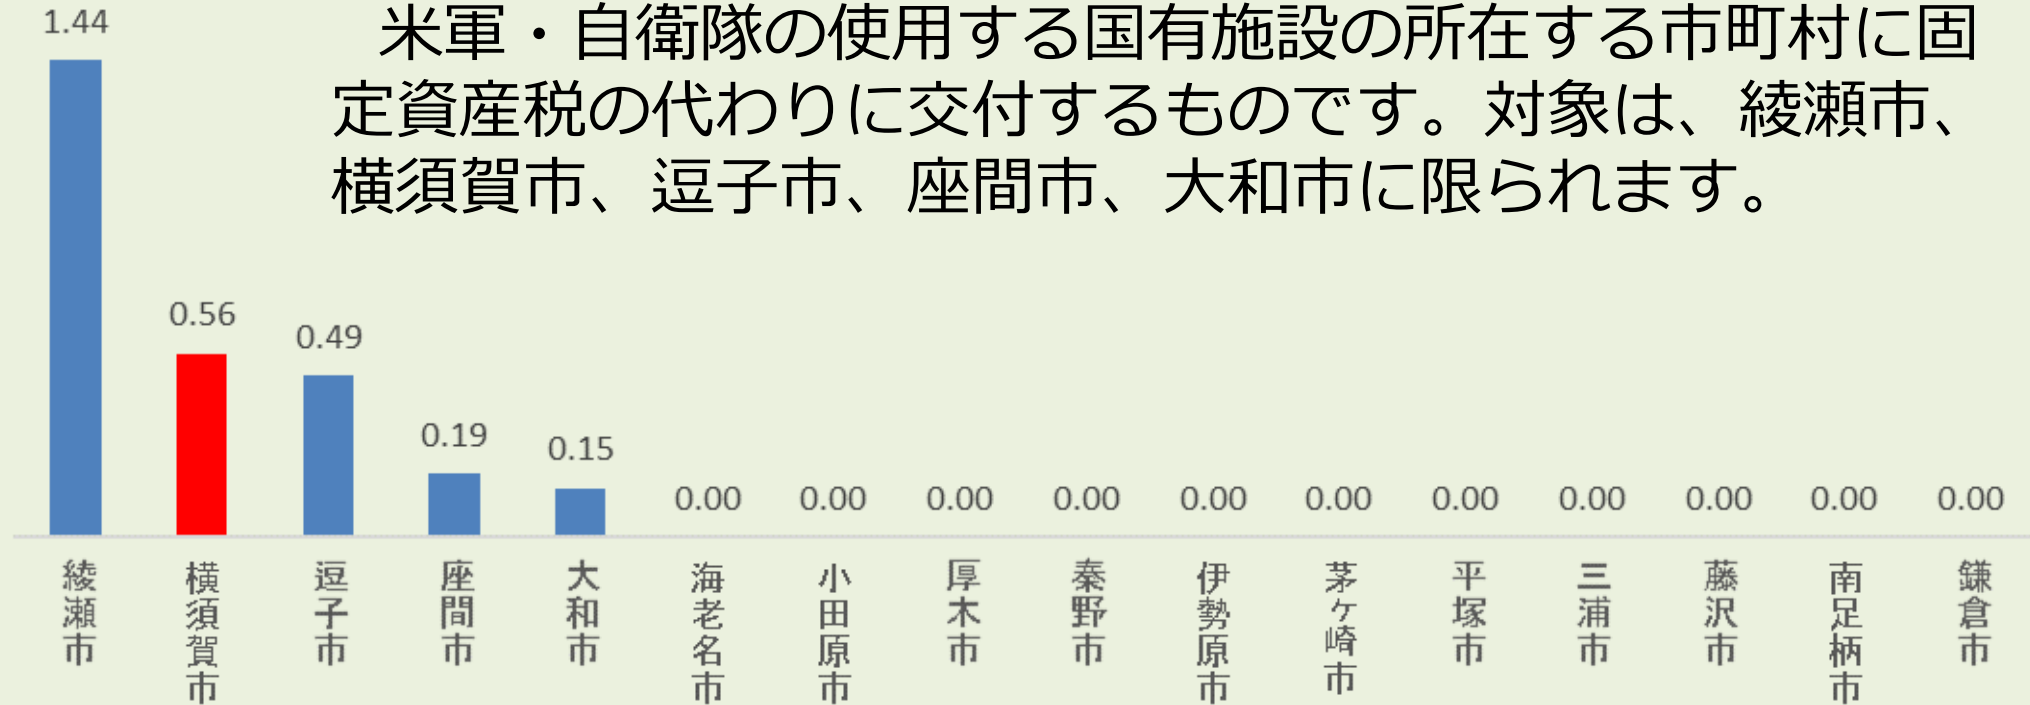 米軍・自衛隊の使用する国有施設の所在する市町村に固
定資産税の代わりに交付するものです。対象は、綾瀬市、
横須賀市、逗子市、座間市、大和市に限られます。
1.44
0.56
0.49
0.19
0.15
0.00
0.00
0.00
0.00
0.00
0.00
0.00
0.00
0.00
0.00
0.00
綾瀬市
横須賀市
逗子市
座間市
大和市
海老名市
小田原市
厚木市
秦野市
伊勢原市
茅ヶ崎市
平塚市
三浦市
藤沢市
南足柄市
鎌倉市